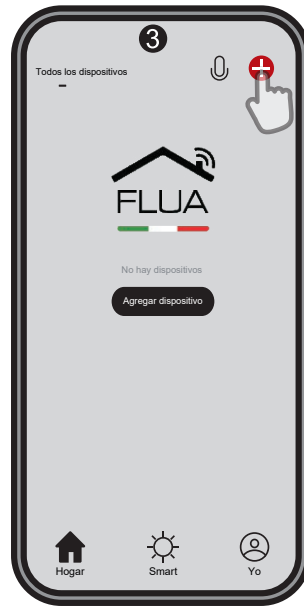 3
Todos los dispositivos
FLUA
No hay dispositivos
Agregar dispositivo
Hogar Smart Yo